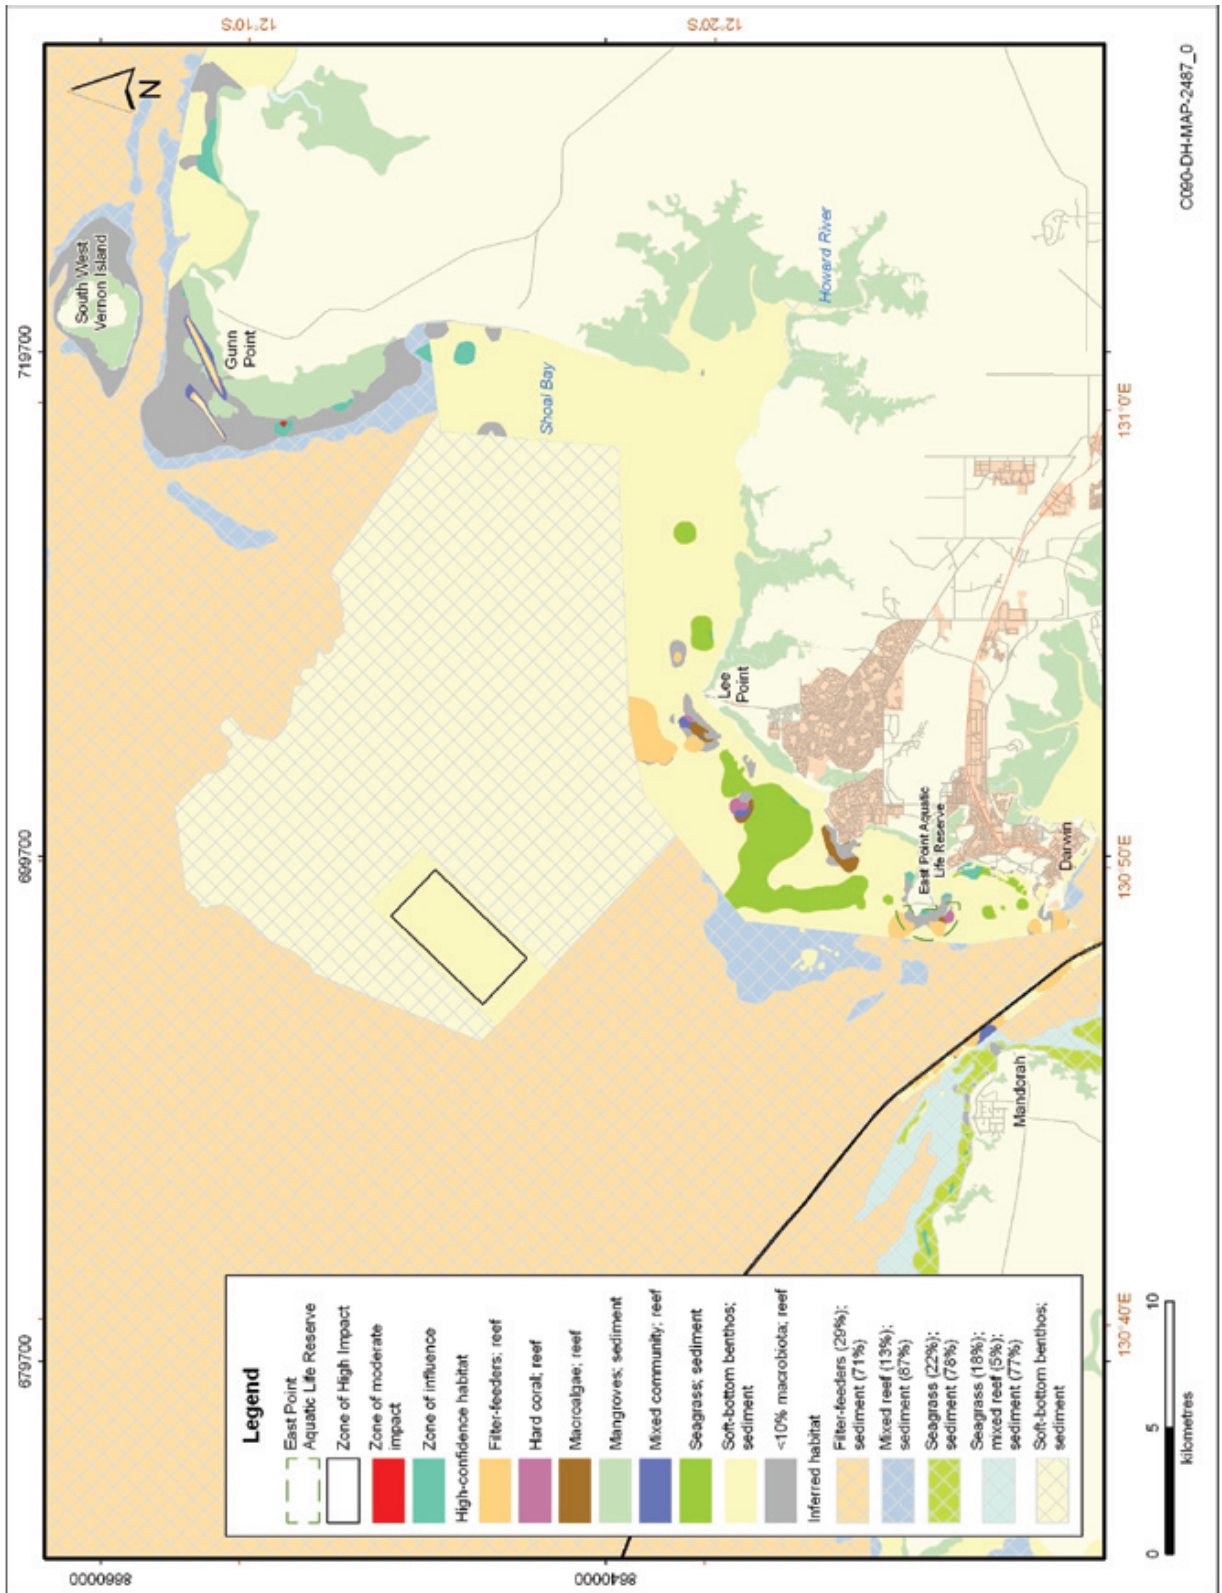 12°10'S
12°20'S
8660000
8640000
719700
699700
679700
131°0'E
130°50'E
130°40'E
N
South West
Vernon Island
Gunn
Point
Shoal Bay
Howard River
Lee
Point
East Point Aquatic
Life Reserve
Darwin
Mandorah
Legend
East Point
Aquatic Life Reserve
Zone of High Impact
Zone of moderate
impact
Zone of influence
High-confidence habitat
Filter-feeders; reef
Hard coral; reef
Macroalgae; reef
Mangroves; sediment
Mixed community; reef
Seagrass; sediment
Soft-bottom benthos;
sediment
<10% macrobiota; reef
Inferred habitat
Filter-feeders (29%);
sediment (71%)
Mixed reef (13%);
sediment (87%)
Seagrass (22%);
sediment (78%)
Seagrass (18%);
mixed reef (5%);
sediment (77%)
Soft-bottom benthos;
sediment
0 5 10
kilometres
C090-DH-MAP-2487_0